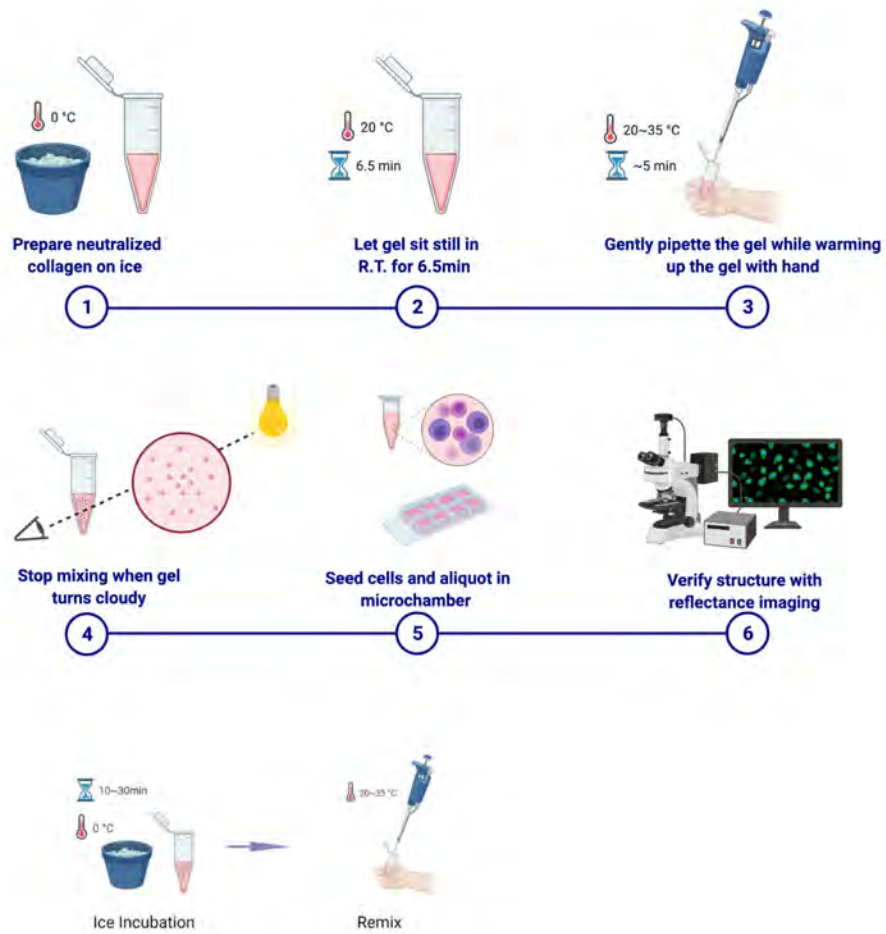 0 °C
20 °C
6.5 min
20~35 °C
~5 min
Prepare neutralized
collagen on ice
Let gel sit still in
R.T. for 6.5min
Gently pipette the gel while warming
up the gel with hand
1
2
3
Stop mixing when gel
turns cloudy
Seed cells and aliquot in
microchamber
Verify structure with
reflectance imaging
4
5
6
10~30min
0 °C
20~35 °C
Ice Incubation
Remix